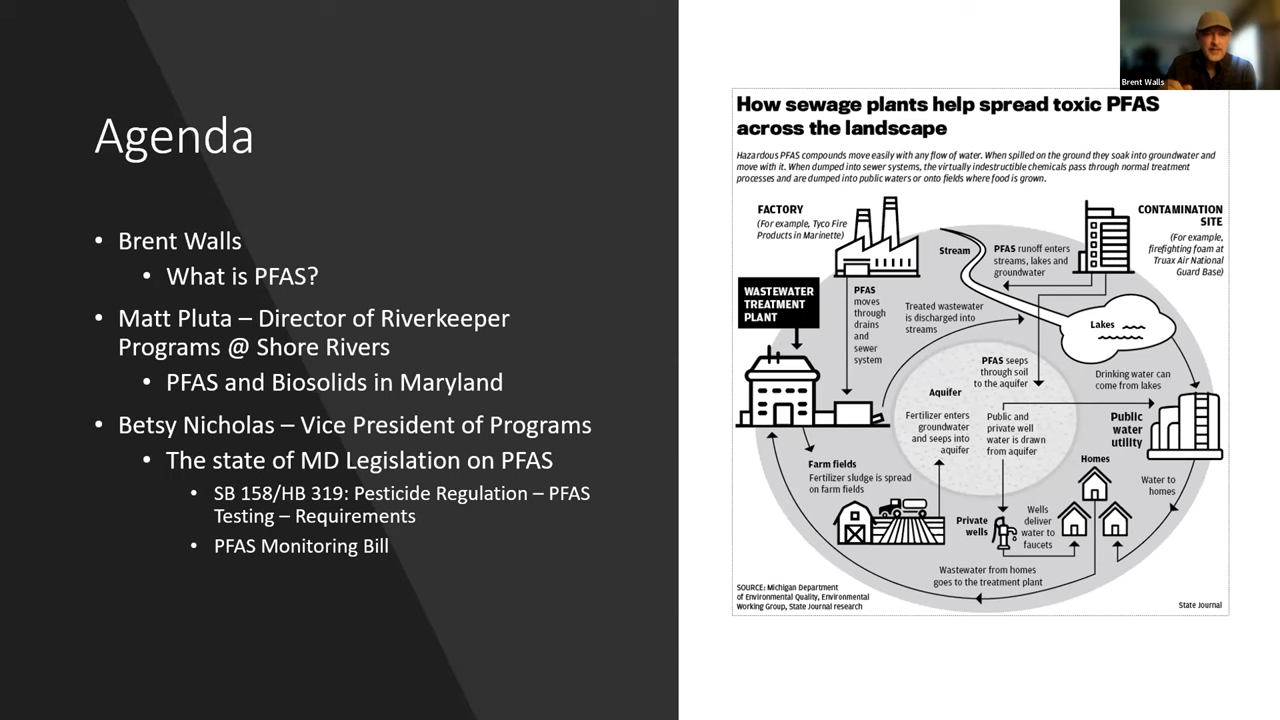 Agenda
• Brent Walls
• What is PFAS?
• Matt Pluta – Director of Riverkeeper
Programs @ Shore Rivers
• PFAS and Biosolids in Maryland
• Betsy Nicholas – Vice President of Programs
• The state of MD Legislation on PFAS
• SB 158/HB 319: Pesticide Regulation – PFAS
Testing – Requirements
• PFAS Monitoring Bill
Brent Walls
How sewage plants help spread toxic PFAS
across the landscape
Hazardous PFAS compounds move easily with any flow of water. When spilled on the ground they soak into groundwater and
move with it. When dumped into sewer systems, the virtually indestructible chemicals pass through normal treatment
processes and are dumped into public waters or onto fields where food is grown.
FACTORY
(For example, Tyco Fire
Products in Marinette)
CONTAMINATION
SITE
(For example,
firefighting foam at
Truax Air National
Guard Base)
Stream
PFAS runoff enters
streams, lakes and
groundwater
WASTEWATER
TREATMENT
PLANT
PFAS
moves
through
drains
and
sewer
system
Treated wastewater
is discharged into
streams
Lakes
PFAS seeps
through soil
to the aquifer
Drinking water can
come from lakes
Aquifer
Fertilizer enters
groundwater
and seeps into
aquifer
Public and
private well
water is drawn
from aquifer
Public
water
utility
Farm fields
Fertilizer sludge is spread
on farm fields
Homes
Water to
homes
Private
wells
Wells
deliver
water to
faucets
Wastewater from homes
goes to the treatment plant
SOURCE: Michigan Department
of Environmental Quality, Environmental
Working Group, State Journal research
State Journal